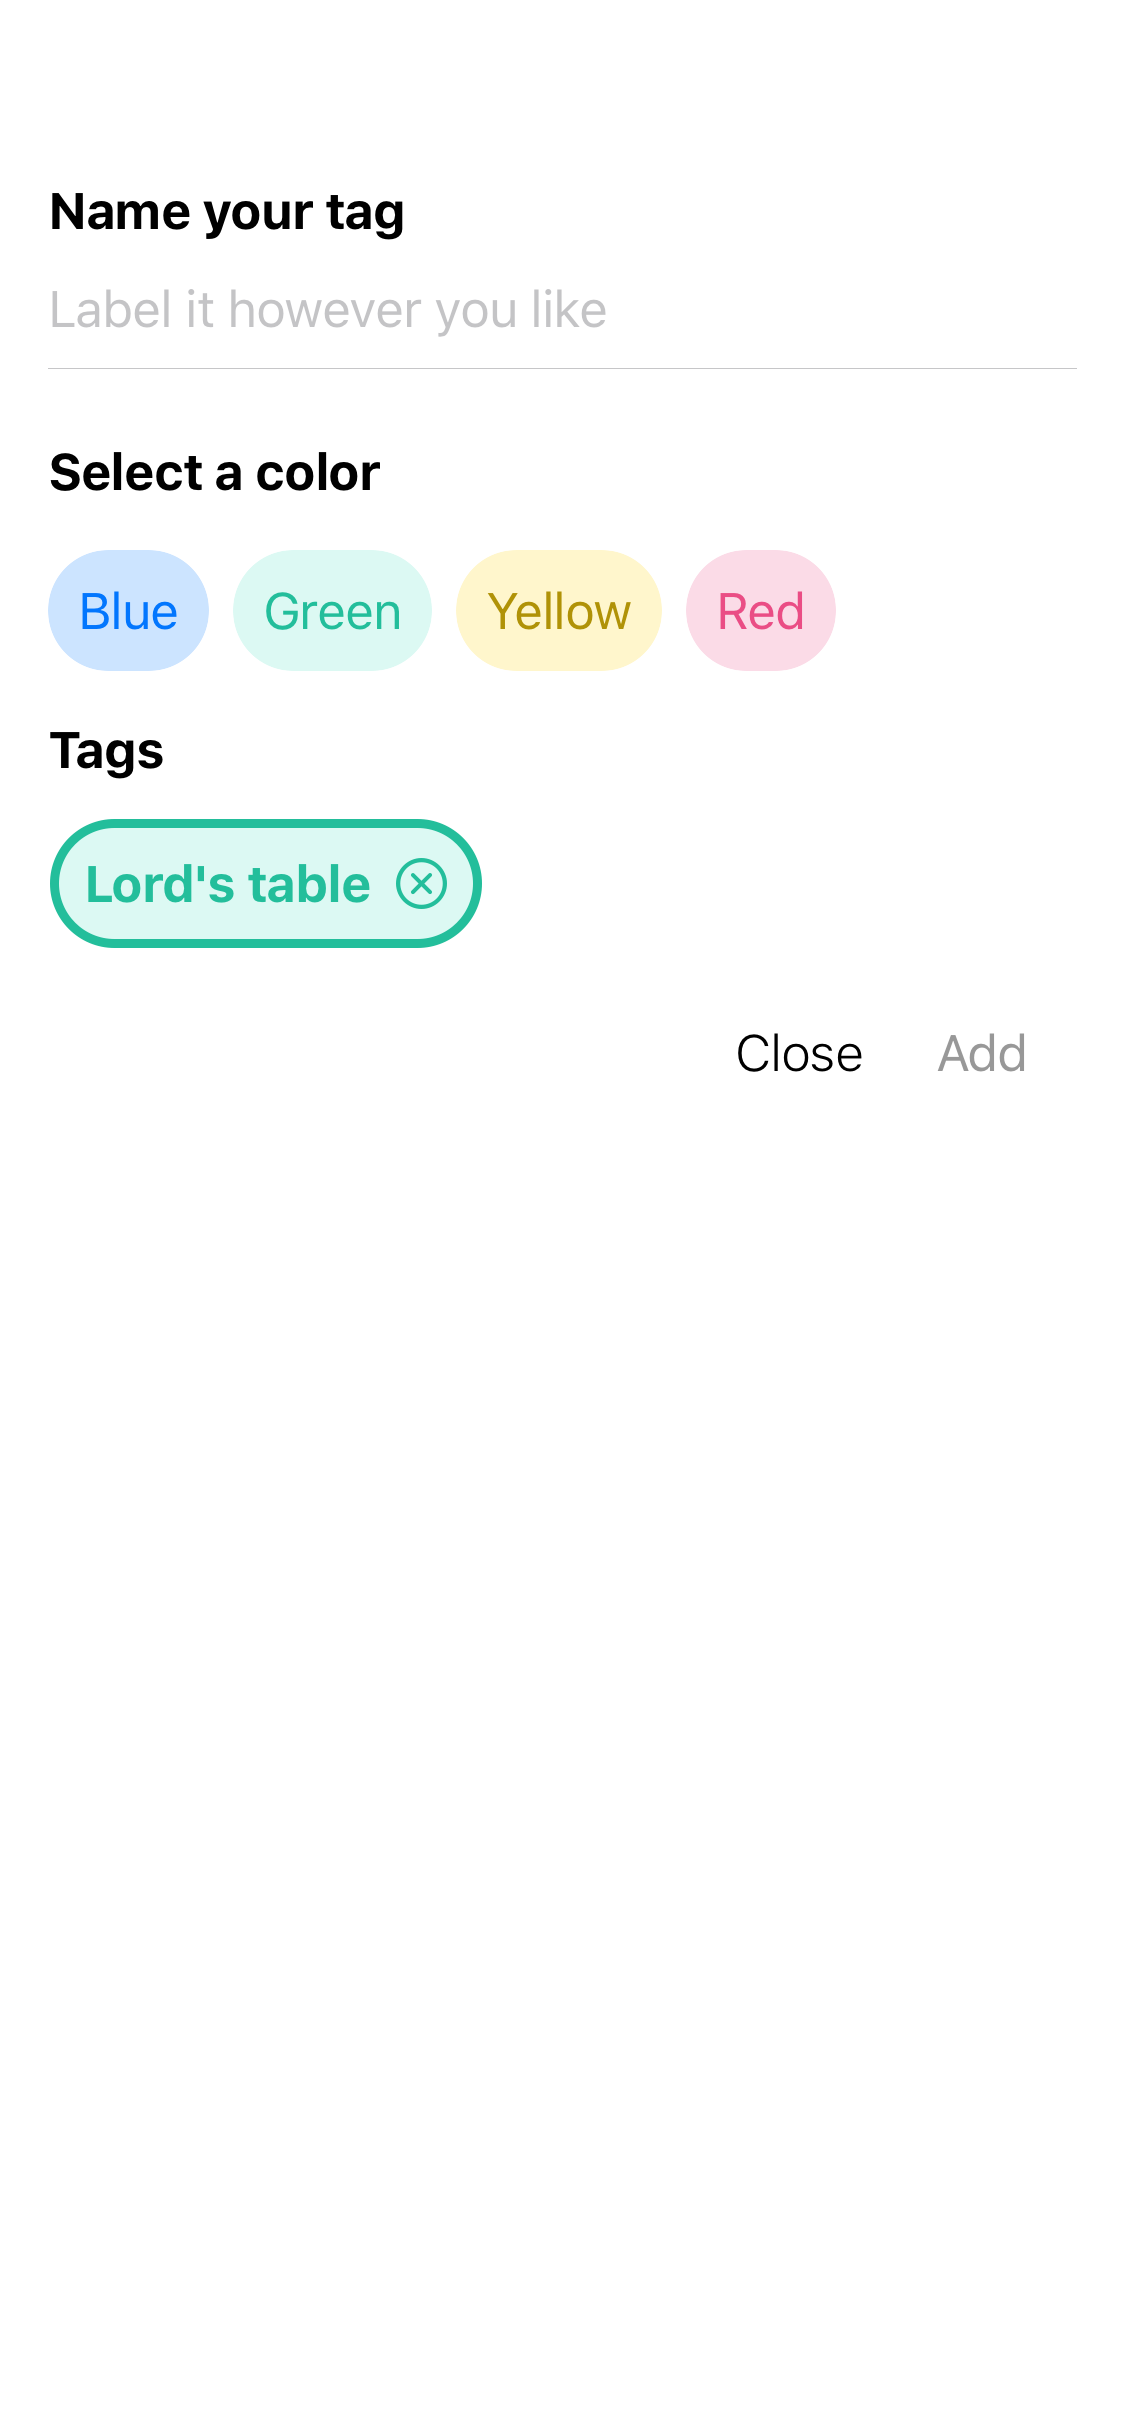 Name your tag
Label it however you like
Select a color
Blue Green Yellow Red
Tags
Lord's table
Close Add